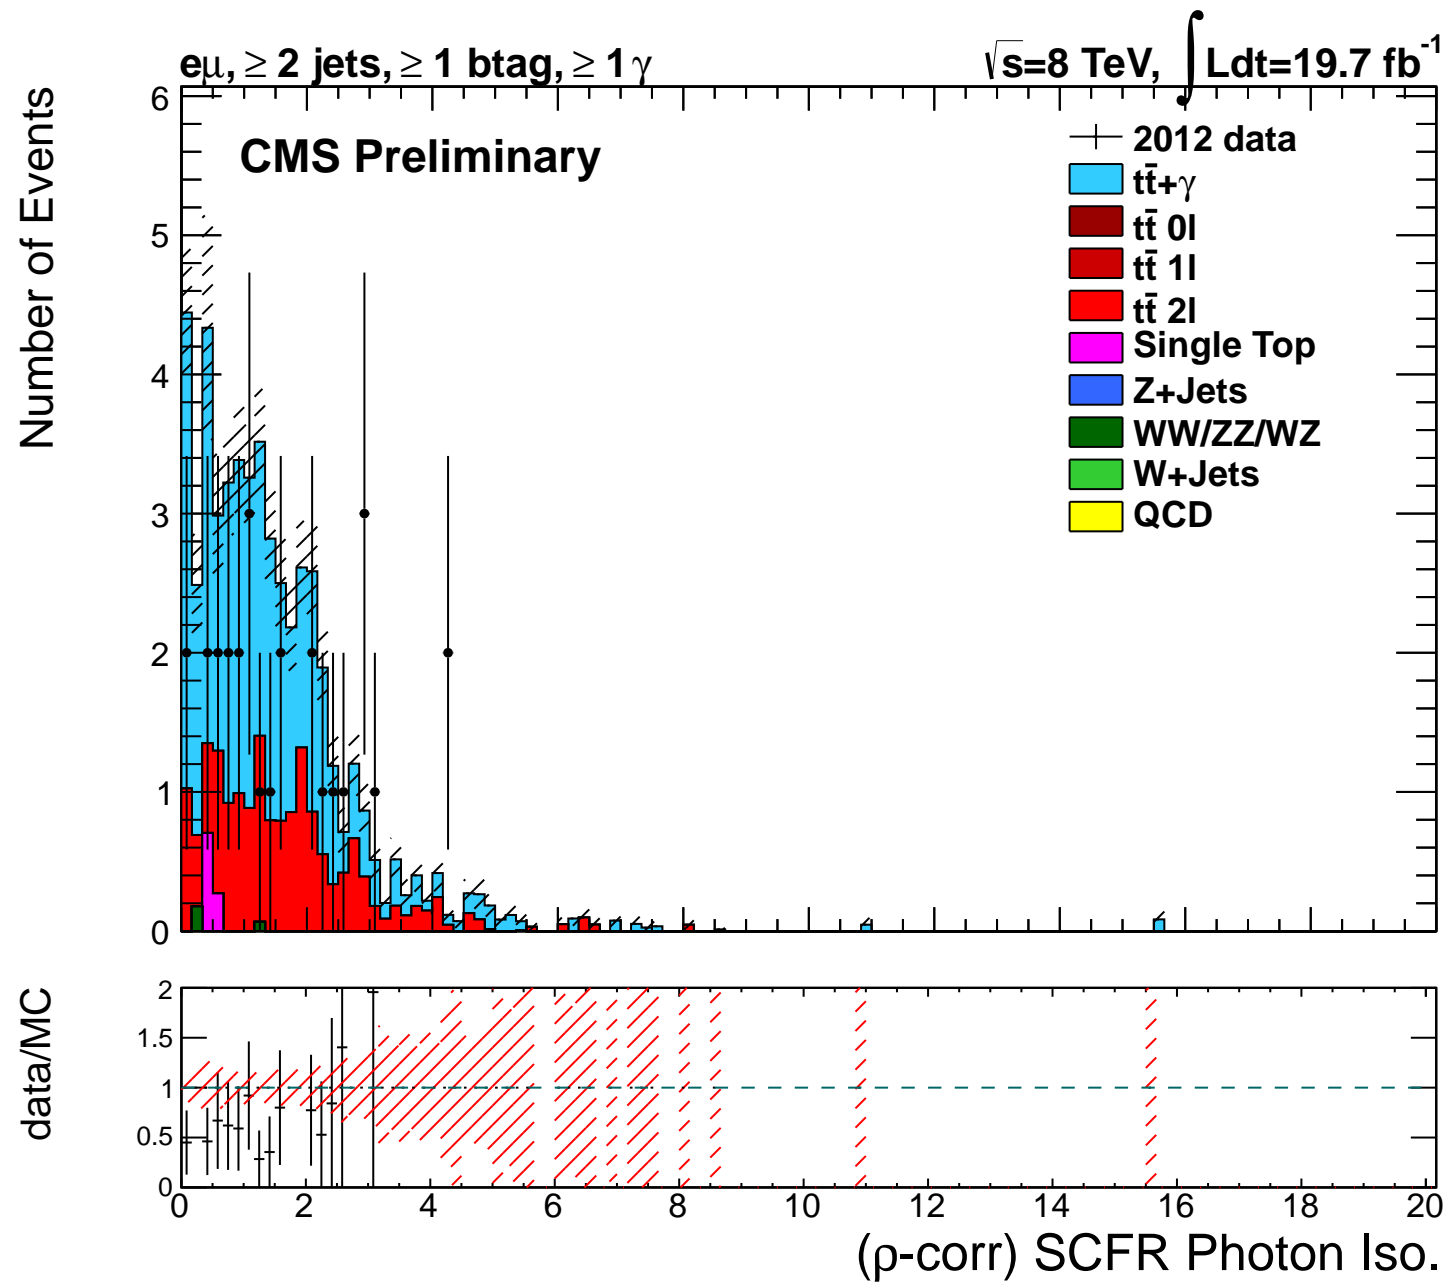 eμ, ≥ 2 jets, ≥ 1 btag, ≥ 1 γ
√s=8 TeV, ∫ Ldt=19.7 fb⁻¹
CMS Preliminary
2012 data
tt̄+γ
tt̄ 0l
tt̄ 1l
tt̄ 2l
Single Top
Z+Jets
WW/ZZ/WZ
W+Jets
QCD
Number of Events
6
5
4
3
2
1
0
data/MC
2
1.5
1
0.5
0
0 2 4 6 8 10 12 14 16 18 20
(ρ-corr) SCFR Photon Iso.